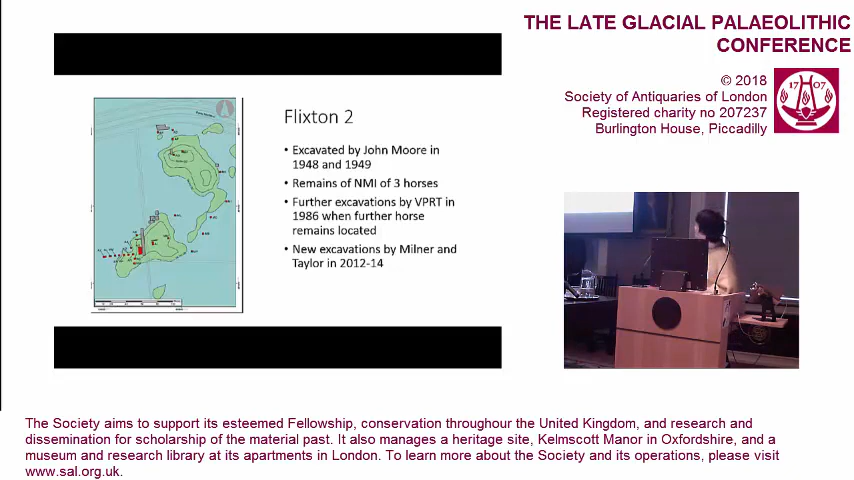 THE LATE GLACIAL PALAEOLITHIC
CONFERENCE
© 2018
Society of Antiquaries of London
Registered charity no 207237
Burlington House, Piccadilly
17 07
Flixton 2
• Excavated by John Moore in
1948 and 1949
• Remains of NMI of 3 horses
• Further excavations by VPRT in
1986 when further horse
remains located
• New excavations by Milner and
Taylor in 2012-14
The Society aims to support its esteemed Fellowship, conservation throughour the United Kingdom, and research and
dissemination for scholarship of the material past. It also manages a heritage site, Kelmscott Manor in Oxfordshire, and a
museum and research library at its apartments in London. To learn more about the Society and its operations, please visit
www.sal.org.uk.